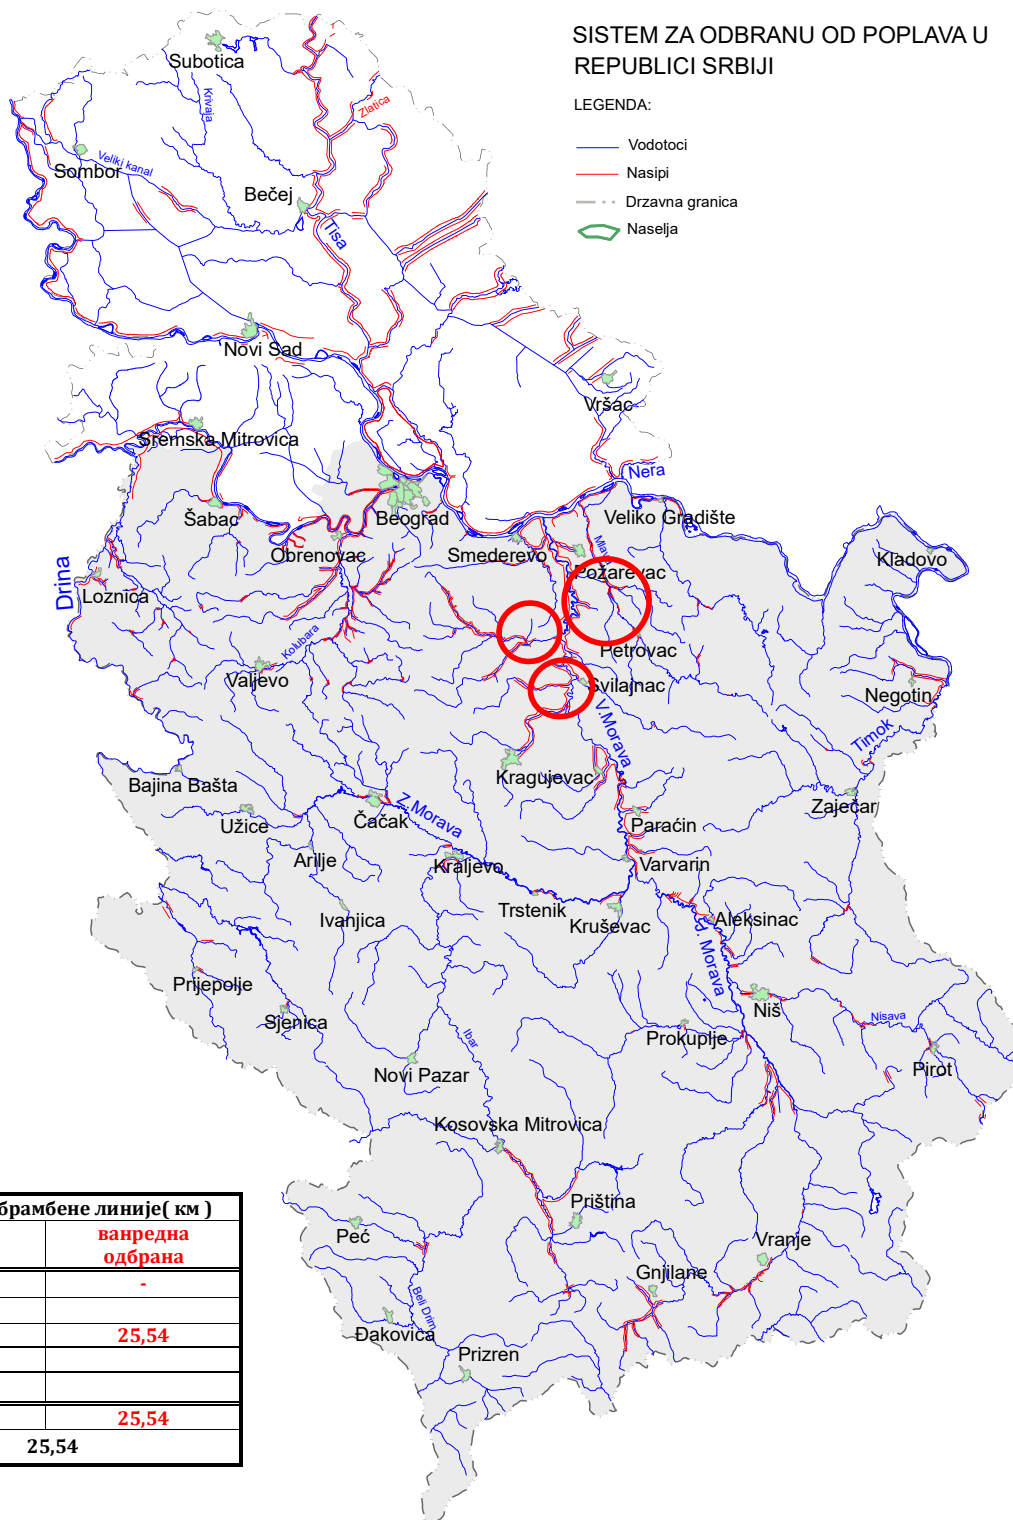 SISTEM ZA ODBRANU OD POPLAVA U
REPUBLICI SRBIJI
LEGENDA:
Vodotoci
Nasipi
Drzavna granica
Naselja
Subotica
Krivaja
Zlatica
Sombor
Veliki kanal
Bečej
Tisa
Novi Sad
Vršac
Sremska Mitrovica
Nera
Šabac
Beograd
Veliko Gradište
Obrenovac
Smederevo
Kladovo
Drina
Loznica
Požarevac
Kolubara
Petrovac
Valjevo
Svilajnac
Negotin
V.Morava
Timok
Kragujevac
Bajina Bašta
Zaječar
Užice
Čačak
Z.Morava
Paraćin
Arilje
Kraljevo
Varvarin
Ivanjica
Trstenik
Kruševac
Aleksinac
J. Morava
Prijepolje
Niš
Sjenica
Ibar
Prokuplje
Nisava
Novi Pazar
Pirot
Kosovska Mitrovica
Priština
Peć
Vranje
Gnjilane
Beli Drim
Đakovica
Prizren
брамбене линије( км )
ванредна
одбрана
-
25,54
25,54
25,54